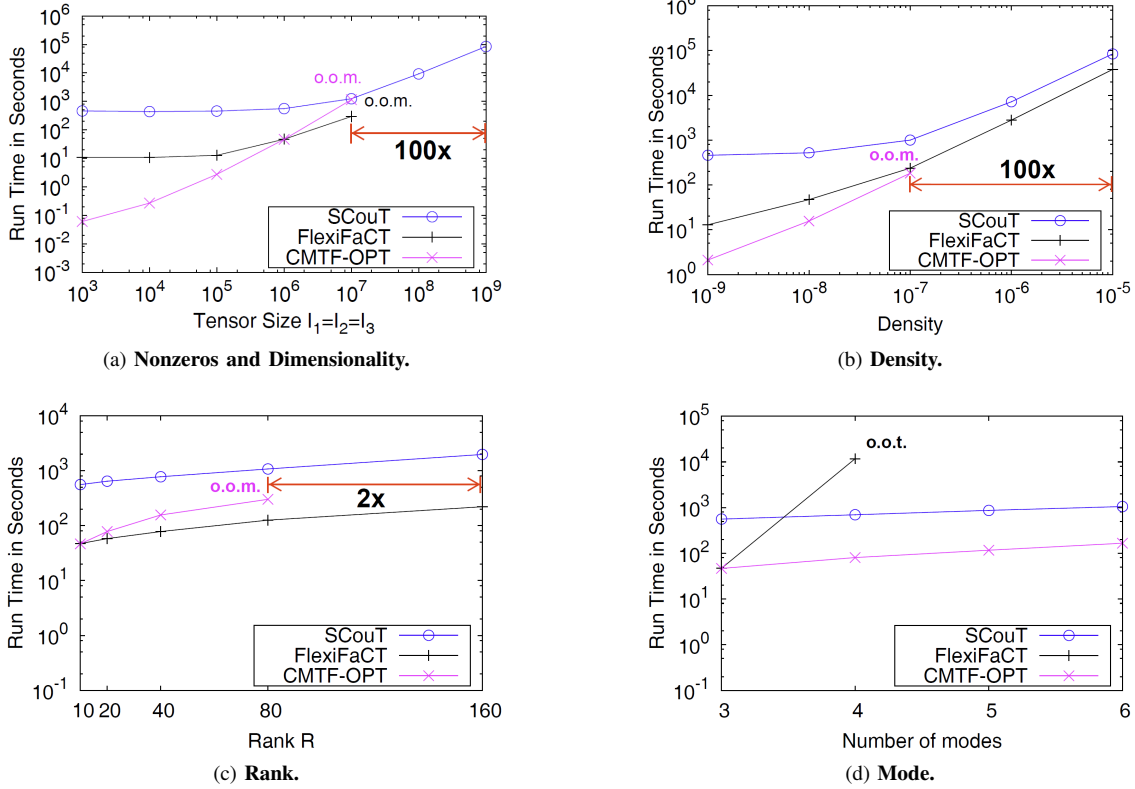 10^6
10^5
10^4
10^3
10^2
10^1
10^0
10^-1
10^-2
10^-3
Run Time in Seconds
o.o.m.
o.o.m.
100x
SCouT
FlexiFaCT
CMTF-OPT
10^3 10^4 10^5 10^6 10^7 10^8 10^9
Tensor Size I_1=I_2=I_3
(a) Nonzeros and Dimensionality.
10^6
10^5
10^4
10^3
10^2
10^1
10^0
Run Time in Seconds
o.o.m.
100x
SCouT
FlexiFaCT
CMTF-OPT
10^-9 10^-8 10^-7 10^-6 10^-5
Density
(b) Density.
10^4
10^3
10^2
10^1
10^0
10^-1
Run Time in Seconds
o.o.m.
2x
SCouT
FlexiFaCT
CMTF-OPT
10 20 40 80 160
Rank R
(c) Rank.
10^5
10^4
10^3
10^2
10^1
10^0
10^-1
Run Time in Seconds
o.o.t.
SCouT
FlexiFaCT
CMTF-OPT
3 4 5 6
Number of modes
(d) Mode.